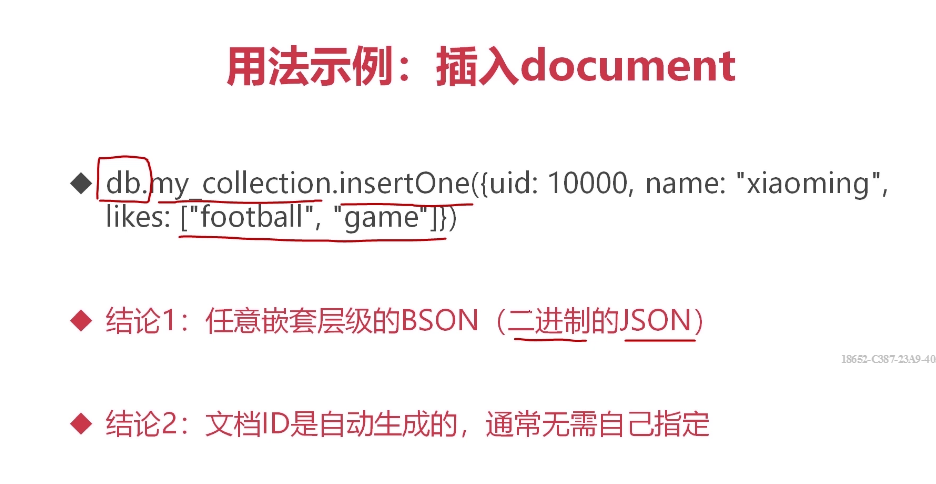 用法示例：插入document
◆ db.my_collection.insertOne({uid: 10000, name: "xiaoming",
likes: ["football", "game"]})
◆ 结论1：任意嵌套层级的BSON（二进制的JSON）
18652-C387-23A9-40
◆ 结论2：文档ID是自动生成的，通常无需自己指定